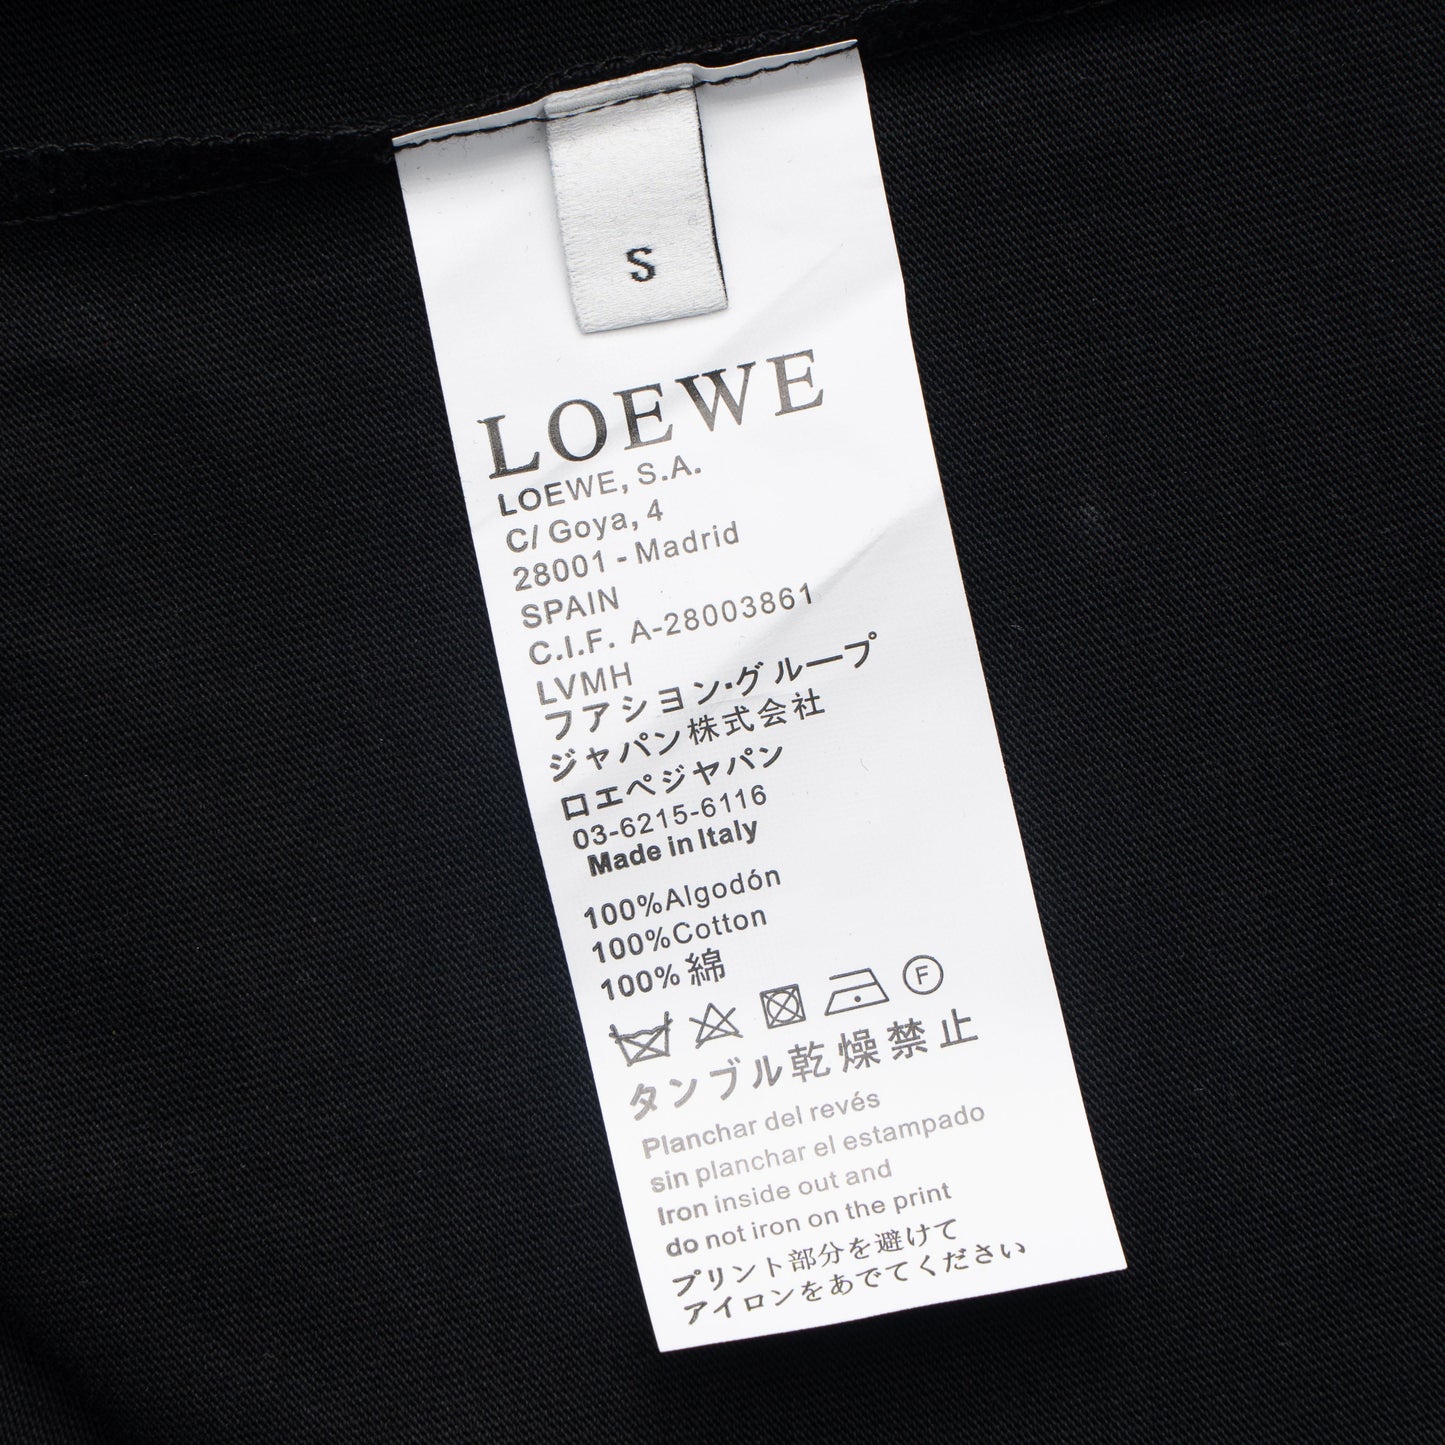 S
LOEWE
LOEWE, S.A.
C/ Goya, 4
28001 - Madrid
SPAIN
C.I.F. A-28003861
LVMH
ファション・グループ
ジャパン株式会社
ロエペジャパン
03-6215-6116
Made in Italy
100%Algodón
100%Cotton
100% 綿
F
タンブル乾燥禁止
Planchar del revés
sin planchar el estampado
Iron inside out and
do not iron on the print
プリント部分を避けて
アイロンをあでてください